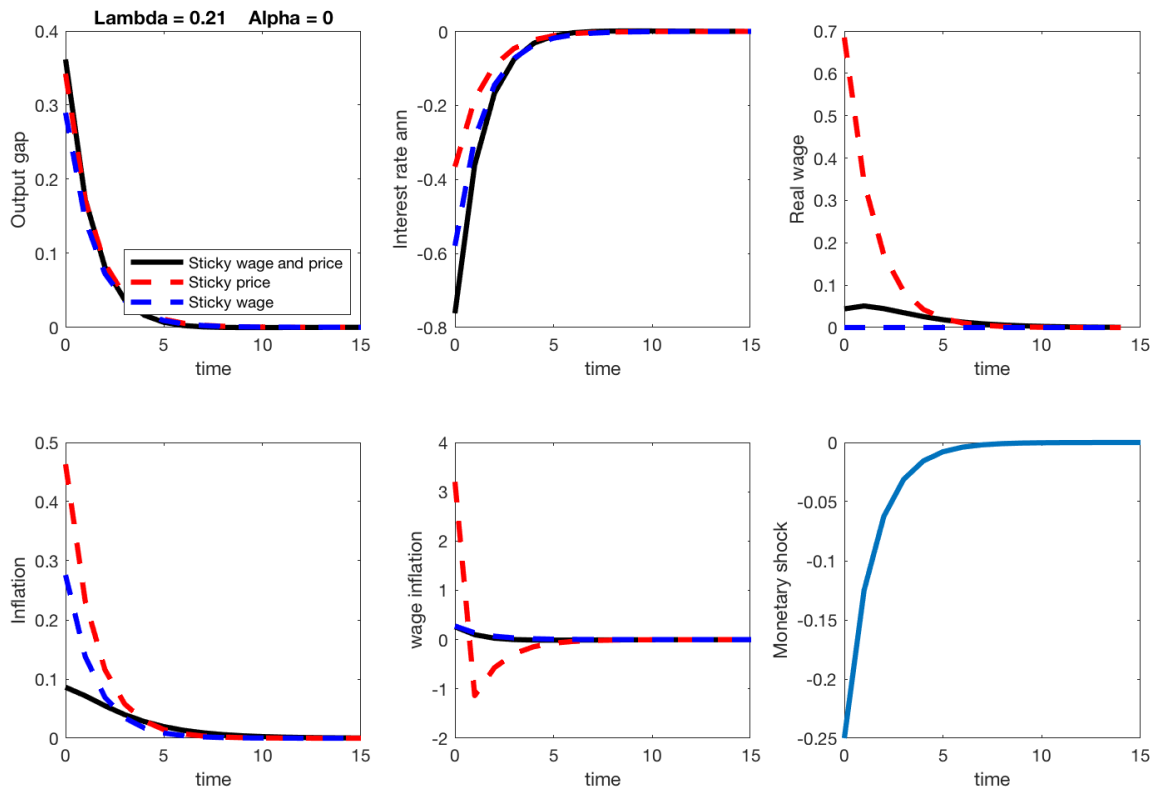 Lambda = 0.21 Alpha = 0
Output gap
0.4
0.3
0.2
0.1
0
0 5 10 15
time
Sticky wage and price
Sticky price
Sticky wage
Interest rate ann
0
-0.2
-0.4
-0.6
-0.8
0 5 10 15
time
Real wage
0.7
0.6
0.5
0.4
0.3
0.2
0.1
0
0 5 10 15
time
Inflation
0.5
0.4
0.3
0.2
0.1
0
0 5 10 15
time
wage inflation
4
3
2
1
0
-1
-2
0 5 10 15
time
Monetary shock
0
-0.05
-0.1
-0.15
-0.2
-0.25
0 5 10 15
time